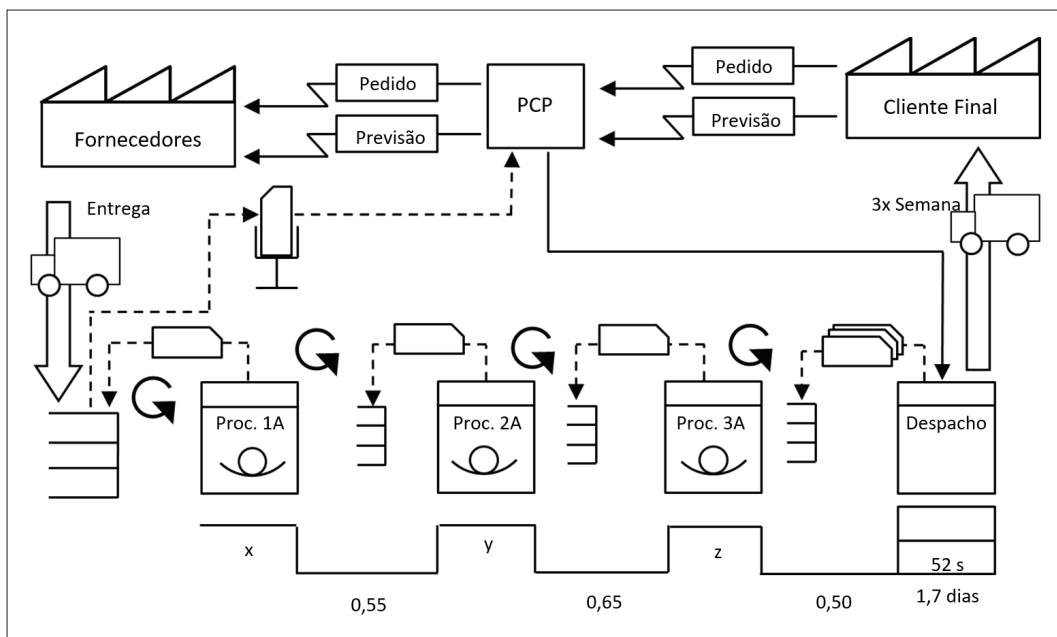 Pedido
Pedido
PCP
Cliente Final
Fornecedores
Previsão
Previsão
Entrega
3x Semana
Proc. 1A
Proc. 2A
Proc. 3A
Despacho
x
y
z
52 s
0,55
0,65
0,50
1,7 dias